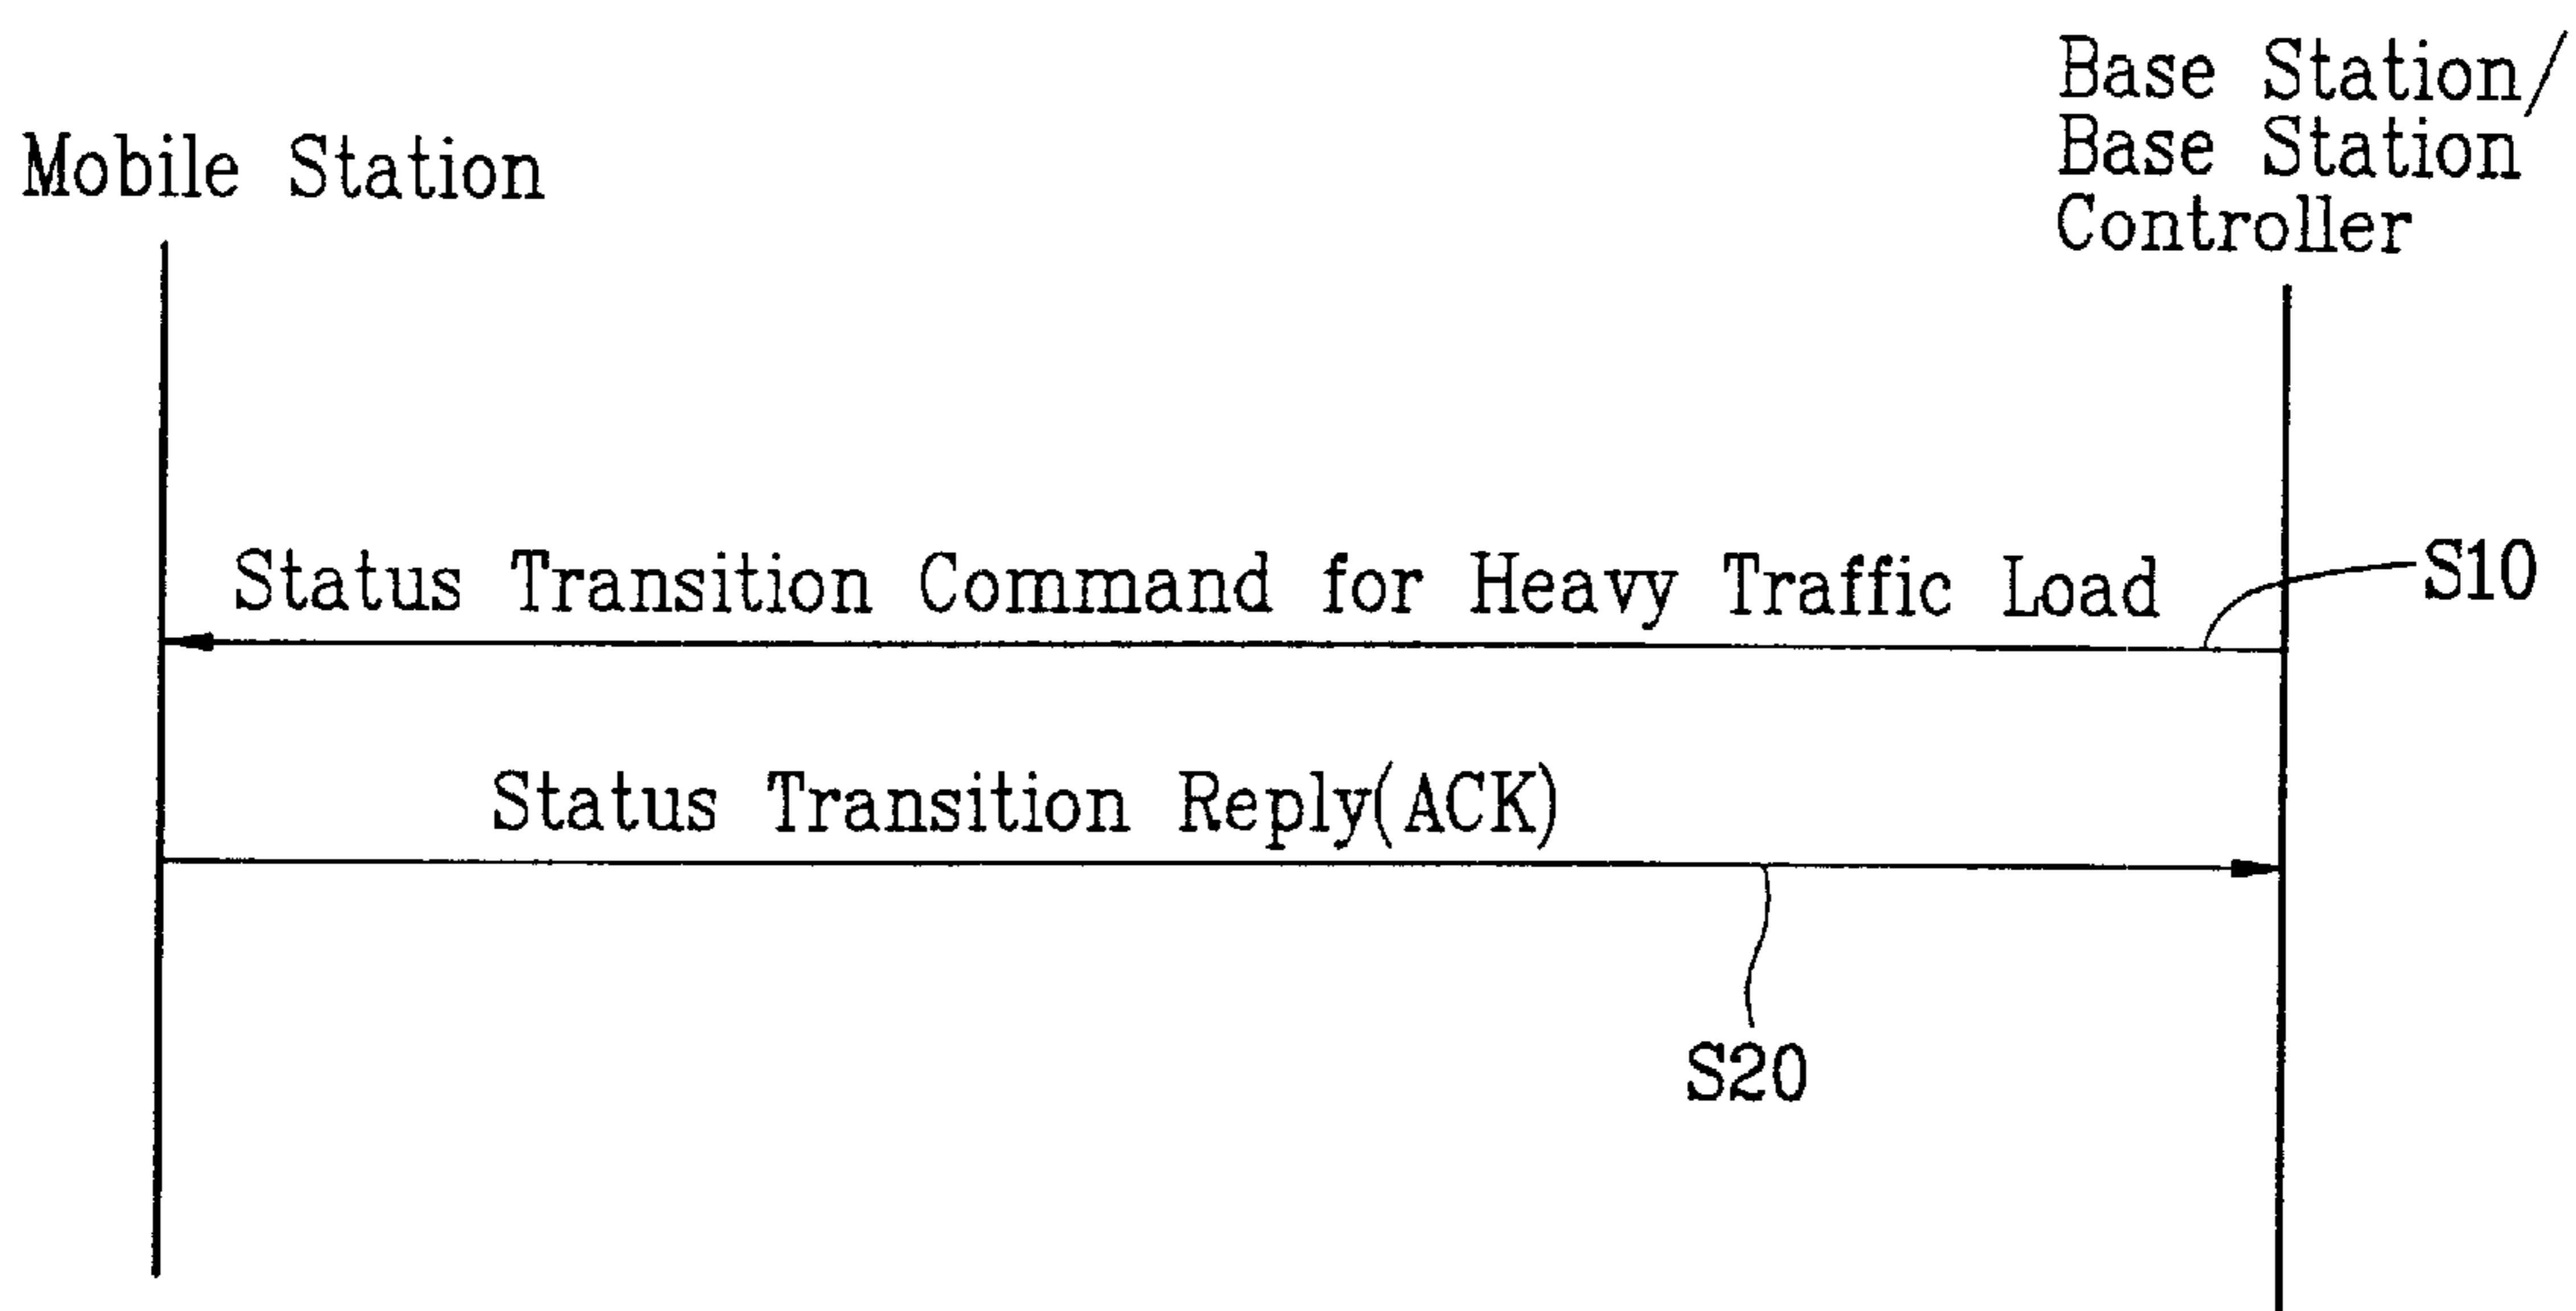 Mobile Station
Base Station/
Base Station
Controller
Status Transition Command for Heavy Traffic Load
S10
Status Transition Reply(ACK)
S20